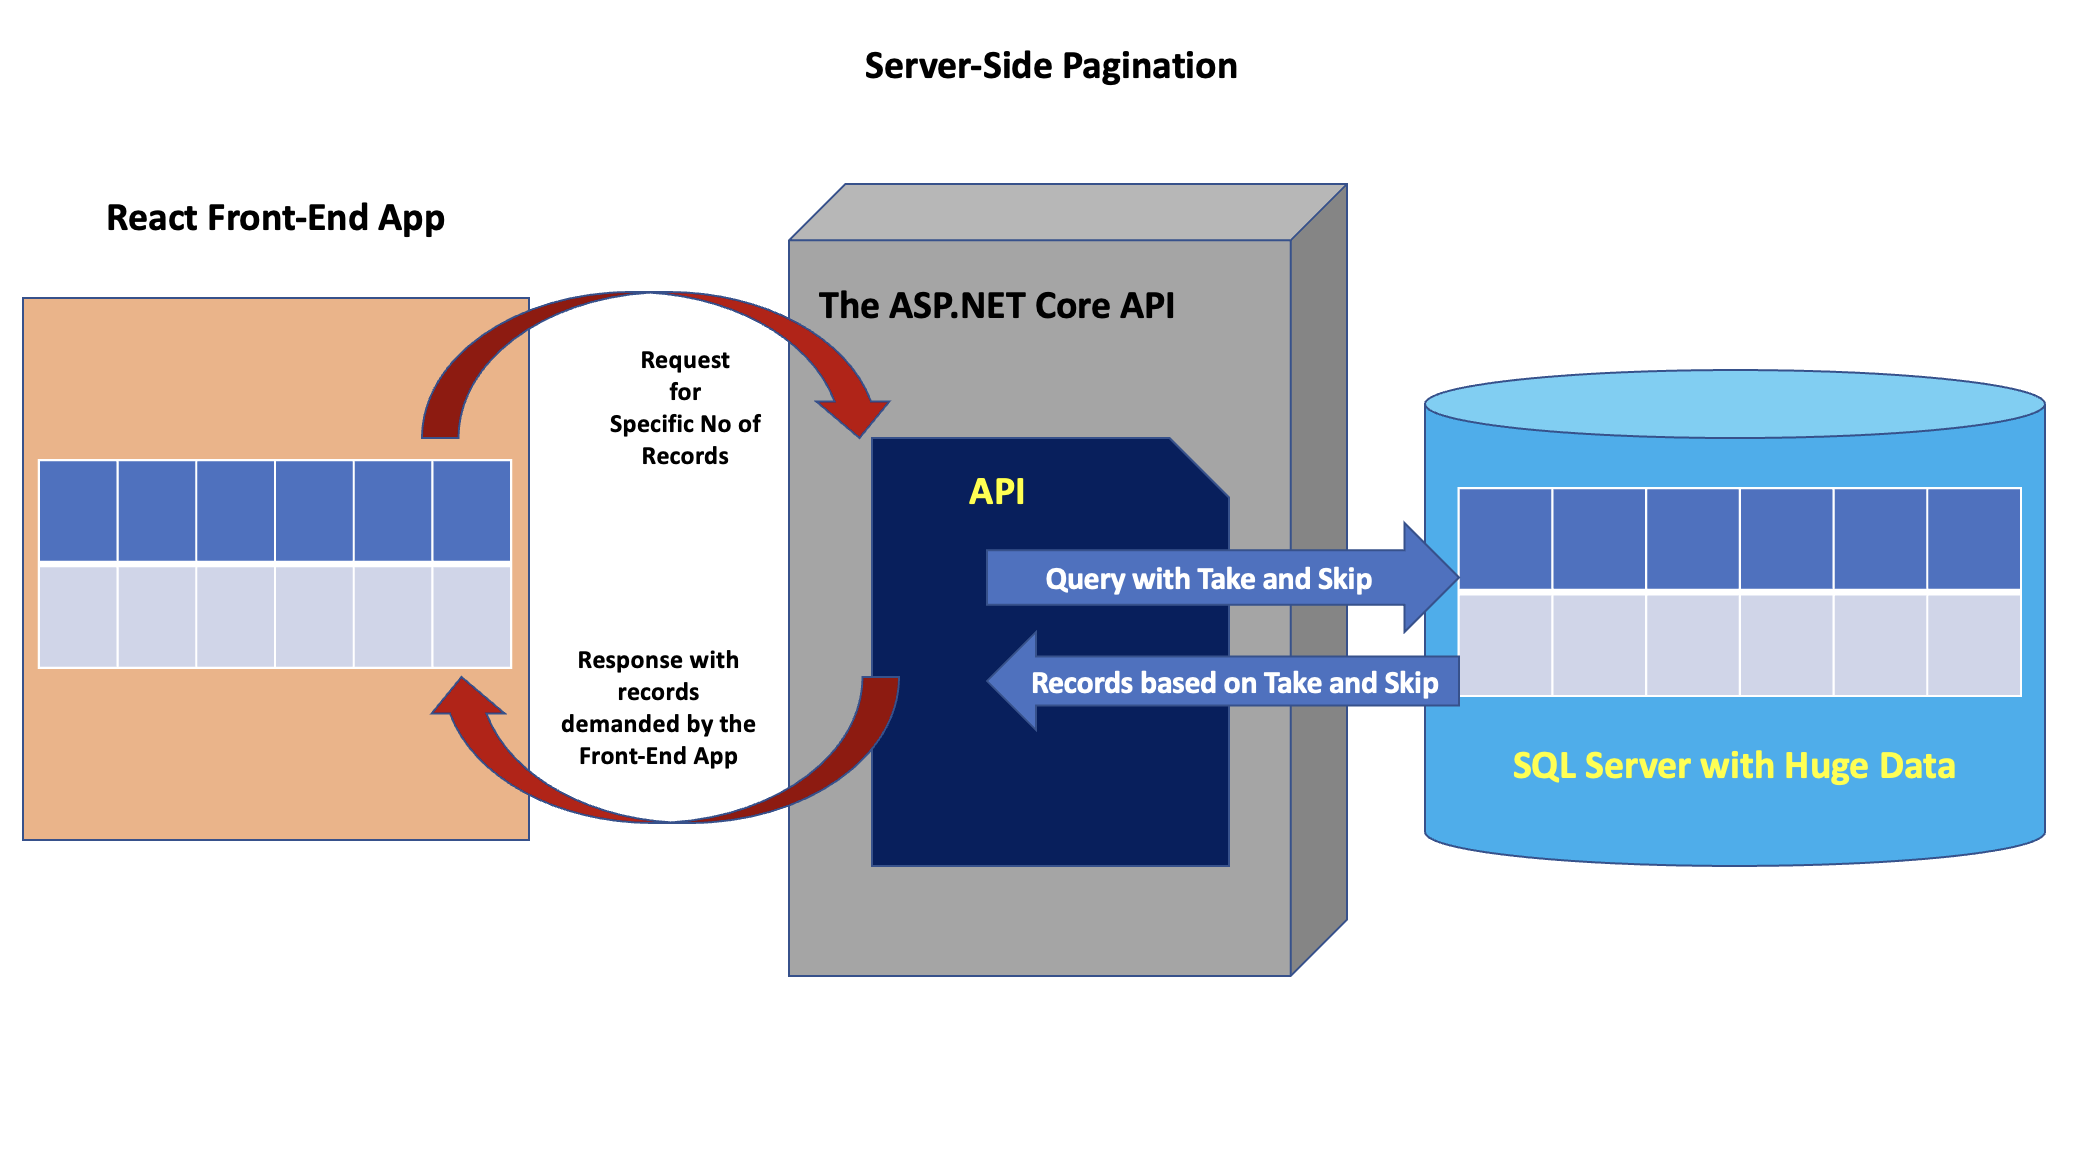 Server-Side Pagination
React Front-End App
The ASP.NET Core API
Request
for
Specific No of
Records
API
Query with Take and Skip
Response with
records
demanded by the
Front-End App
Records based on Take and Skip
SQL Server with Huge Data